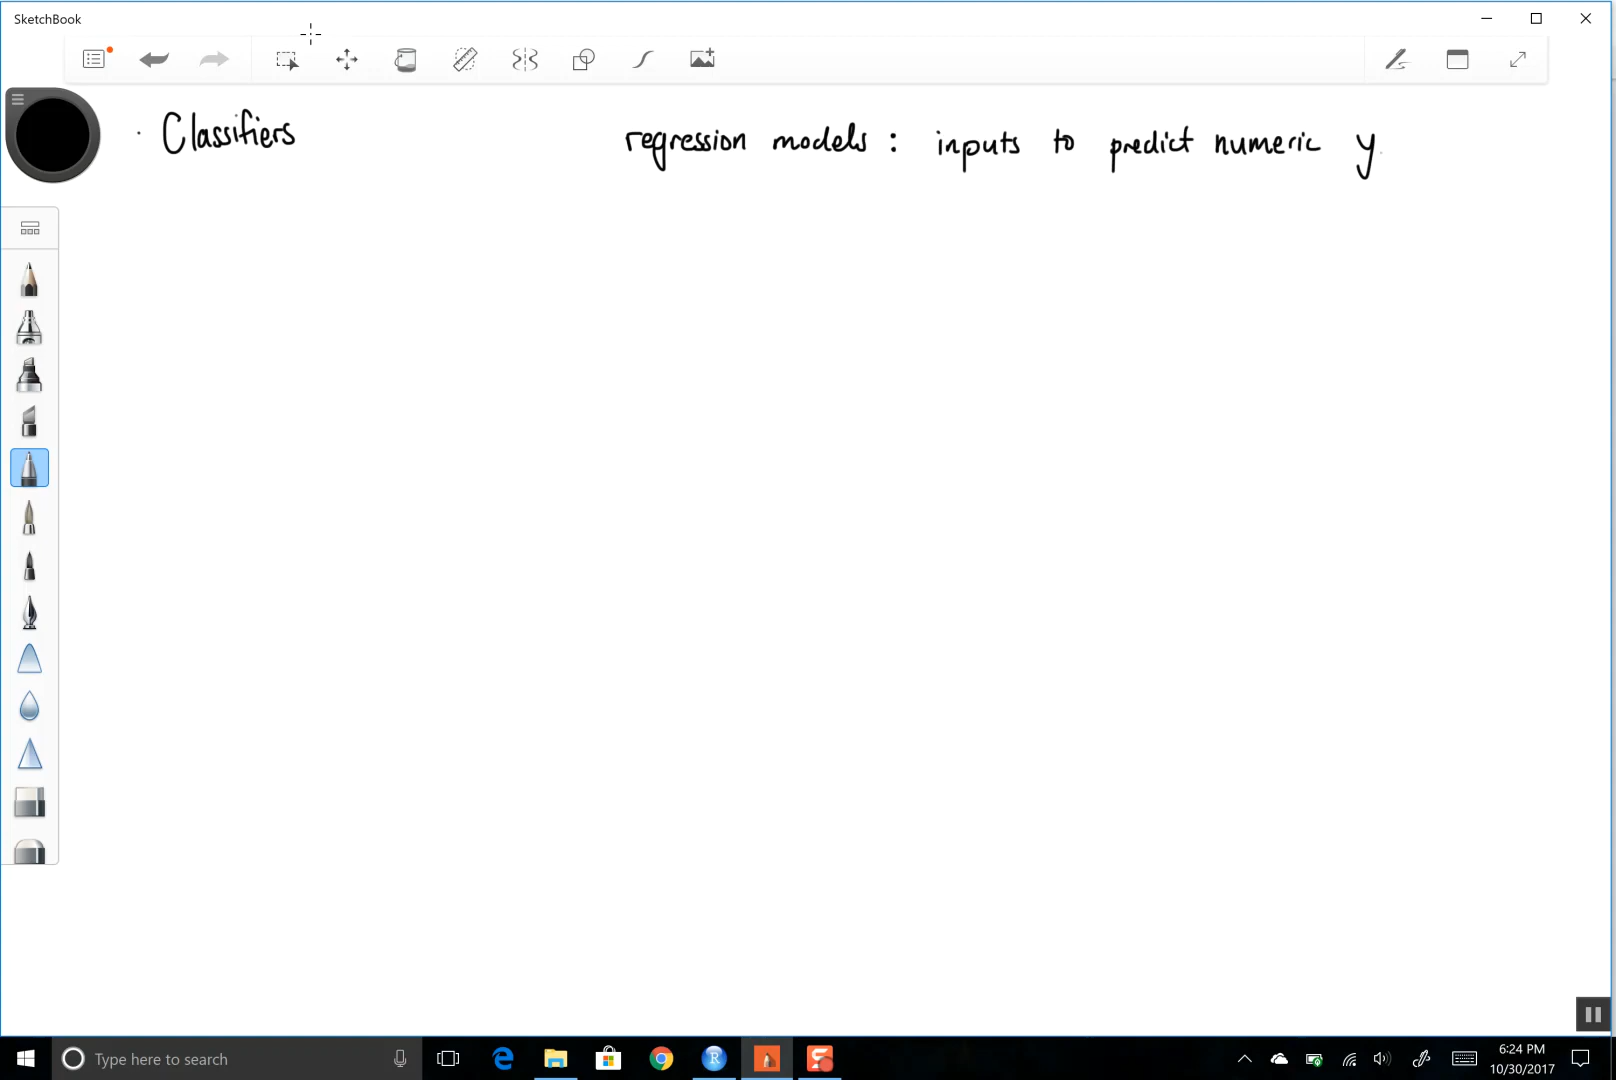 SketchBook
· Classifiers regression models : inputs to predict numeric y
Type here to search
6:24 PM
10/30/2017